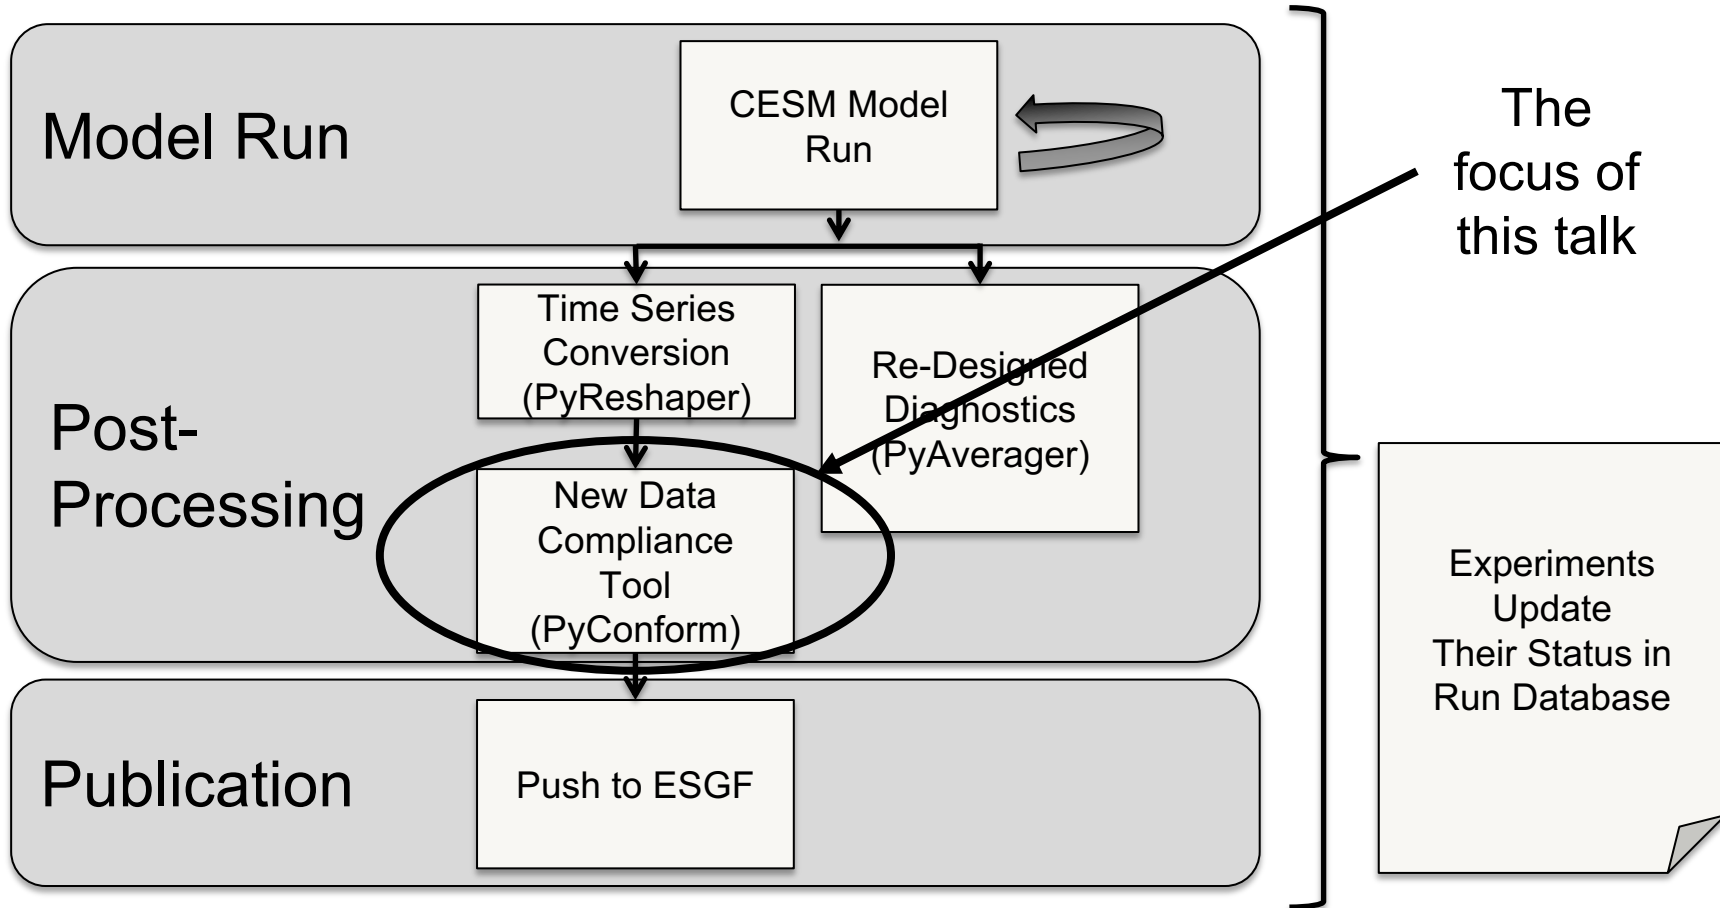 Model Run
CESM Model
Run
The
focus of
this talk
Post-
Processing
Time Series
Conversion
(PyReshaper)
Re-Designed
Diagnostics
(PyAverager)
New Data
Compliance
Tool
(PyConform)
Experiments
Update
Their Status in
Run Database
Publication
Push to ESGF